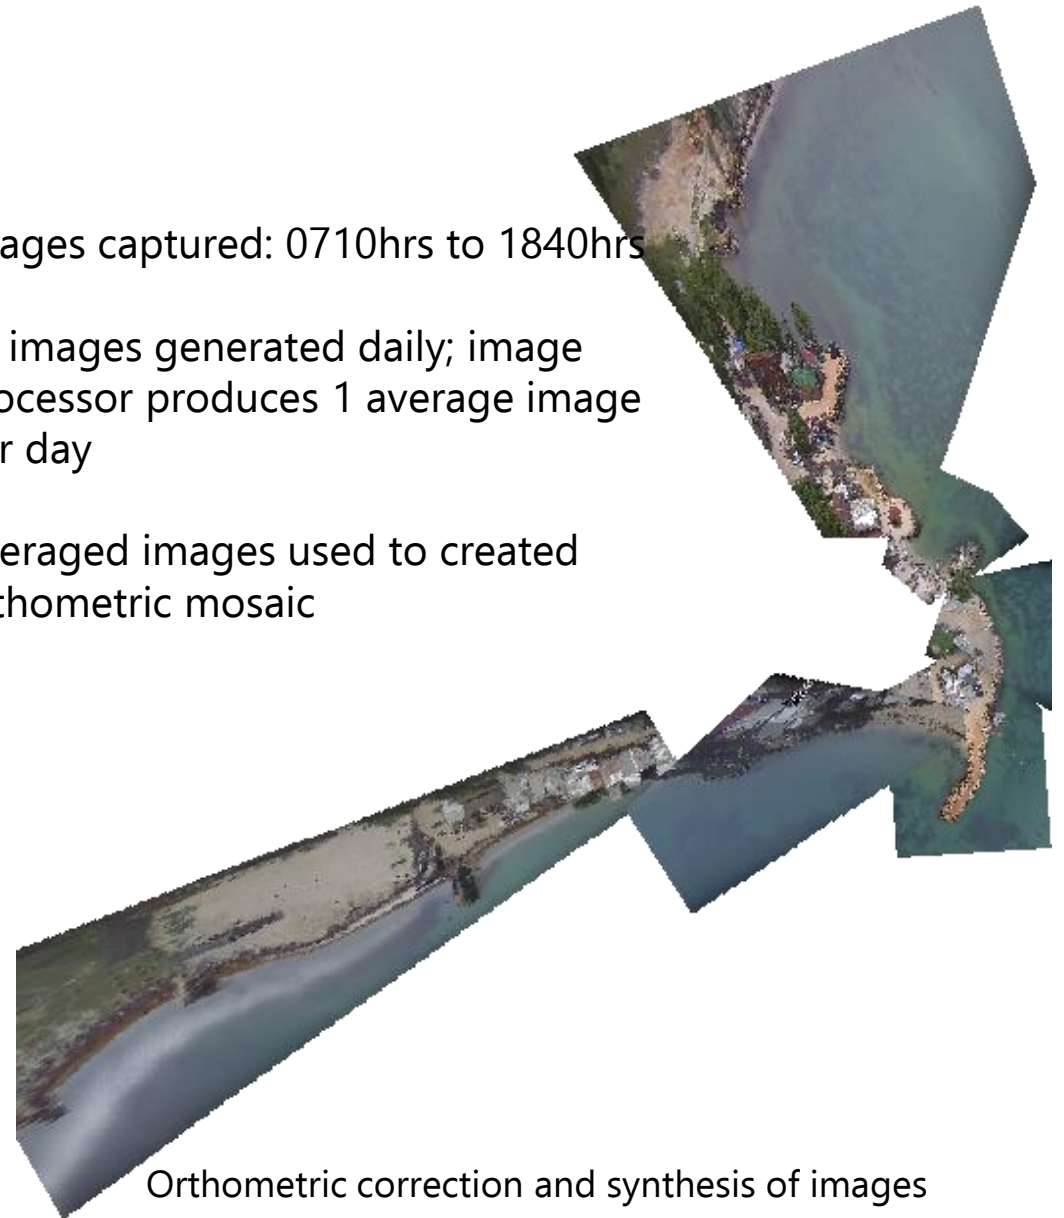 ages captured: 0710hrs to 1840hrs
images generated daily; image
ocessor produces 1 average image
r day
eraged images used to created
thometric mosaic
Orthometric correction and synthesis of images